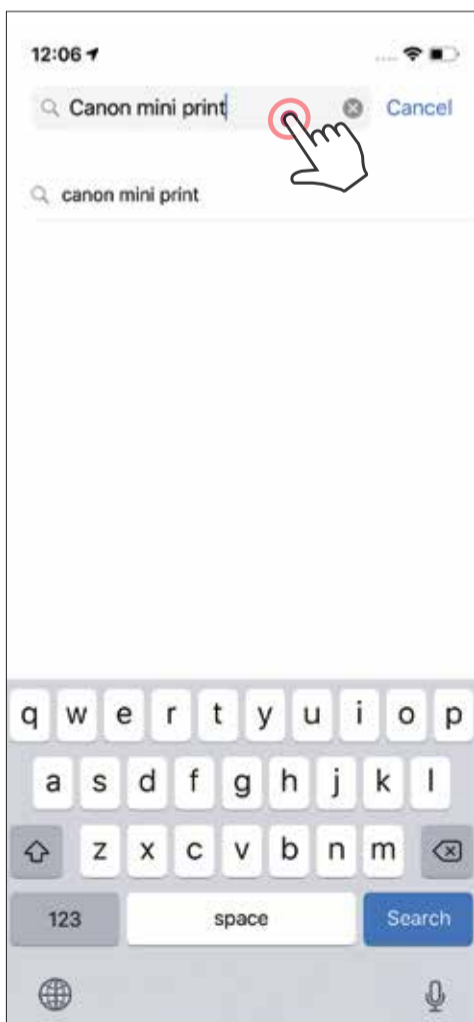 12:06
Canon mini print
Cancel
canon mini print
q w e r t y u i o p
a s d f g h j k l
z x c v b n m
123 space Search